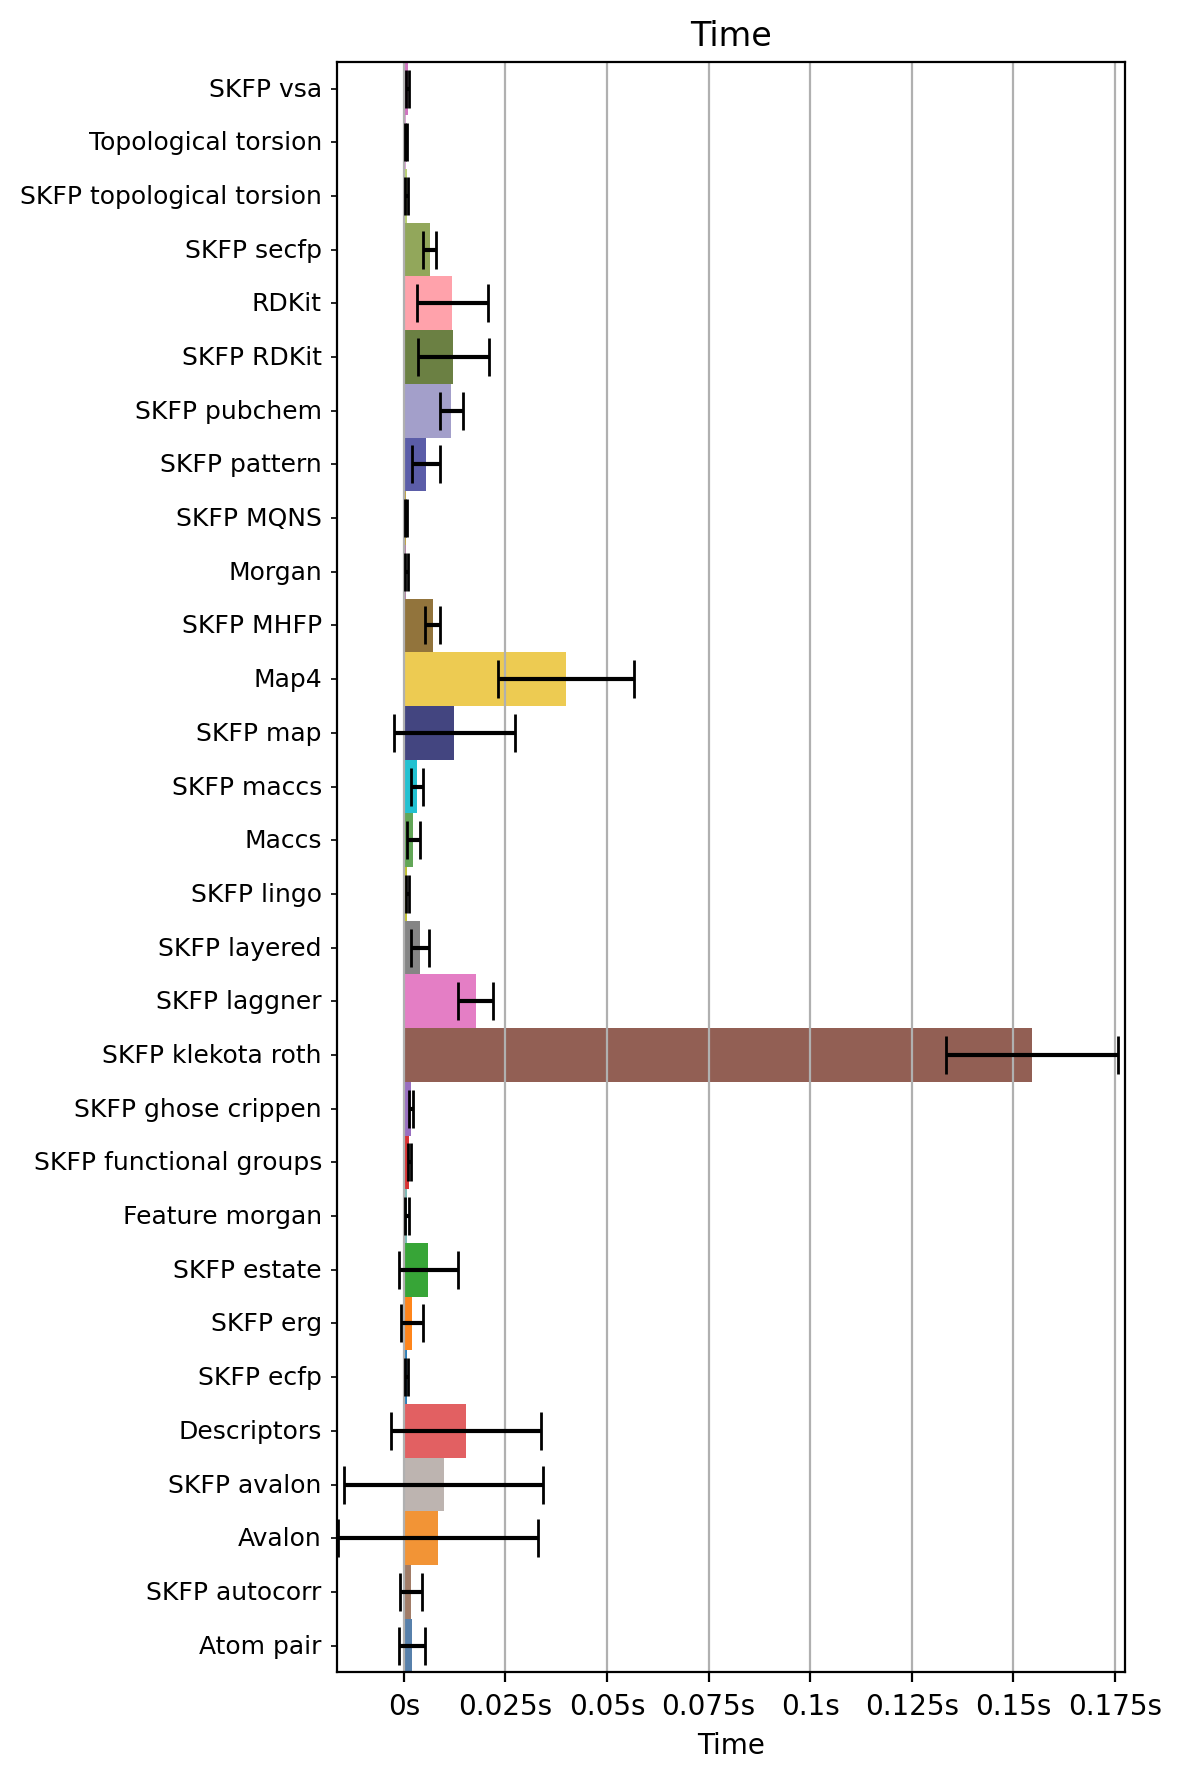 Time
SKFP vsa
Topological torsion
SKFP topological torsion
SKFP secfp
RDKit
SKFP RDKit
SKFP pubchem
SKFP pattern
SKFP MQNS
Morgan
SKFP MHFP
Map4
SKFP map
SKFP maccs
Maccs
SKFP lingo
SKFP layered
SKFP laggner
SKFP klekota roth
SKFP ghose crippen
SKFP functional groups
Feature morgan
SKFP estate
SKFP erg
SKFP ecfp
Descriptors
SKFP avalon
Avalon
SKFP autocorr
Atom pair
0s 0.025s 0.05s 0.075s 0.1s 0.125s 0.15s 0.175s
Time